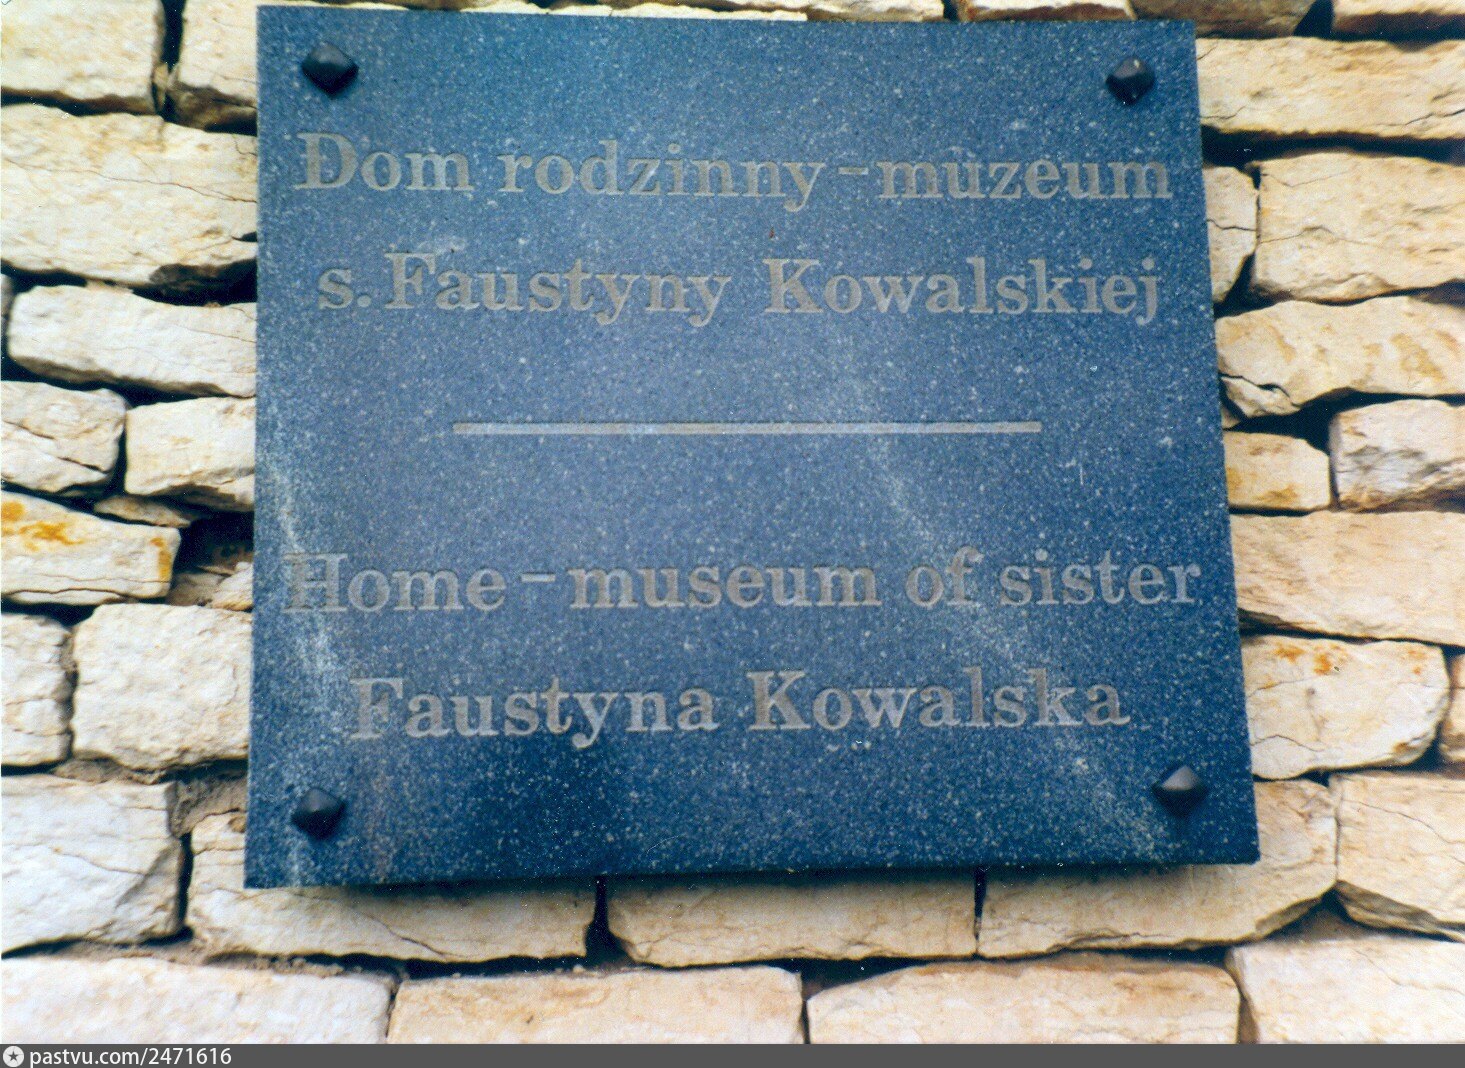 Dom rodzinny - muzeum
s. Faustyny Kowalskiej
Home - museum of sister
Faustyna Kowalska
pastvu.com/2471616